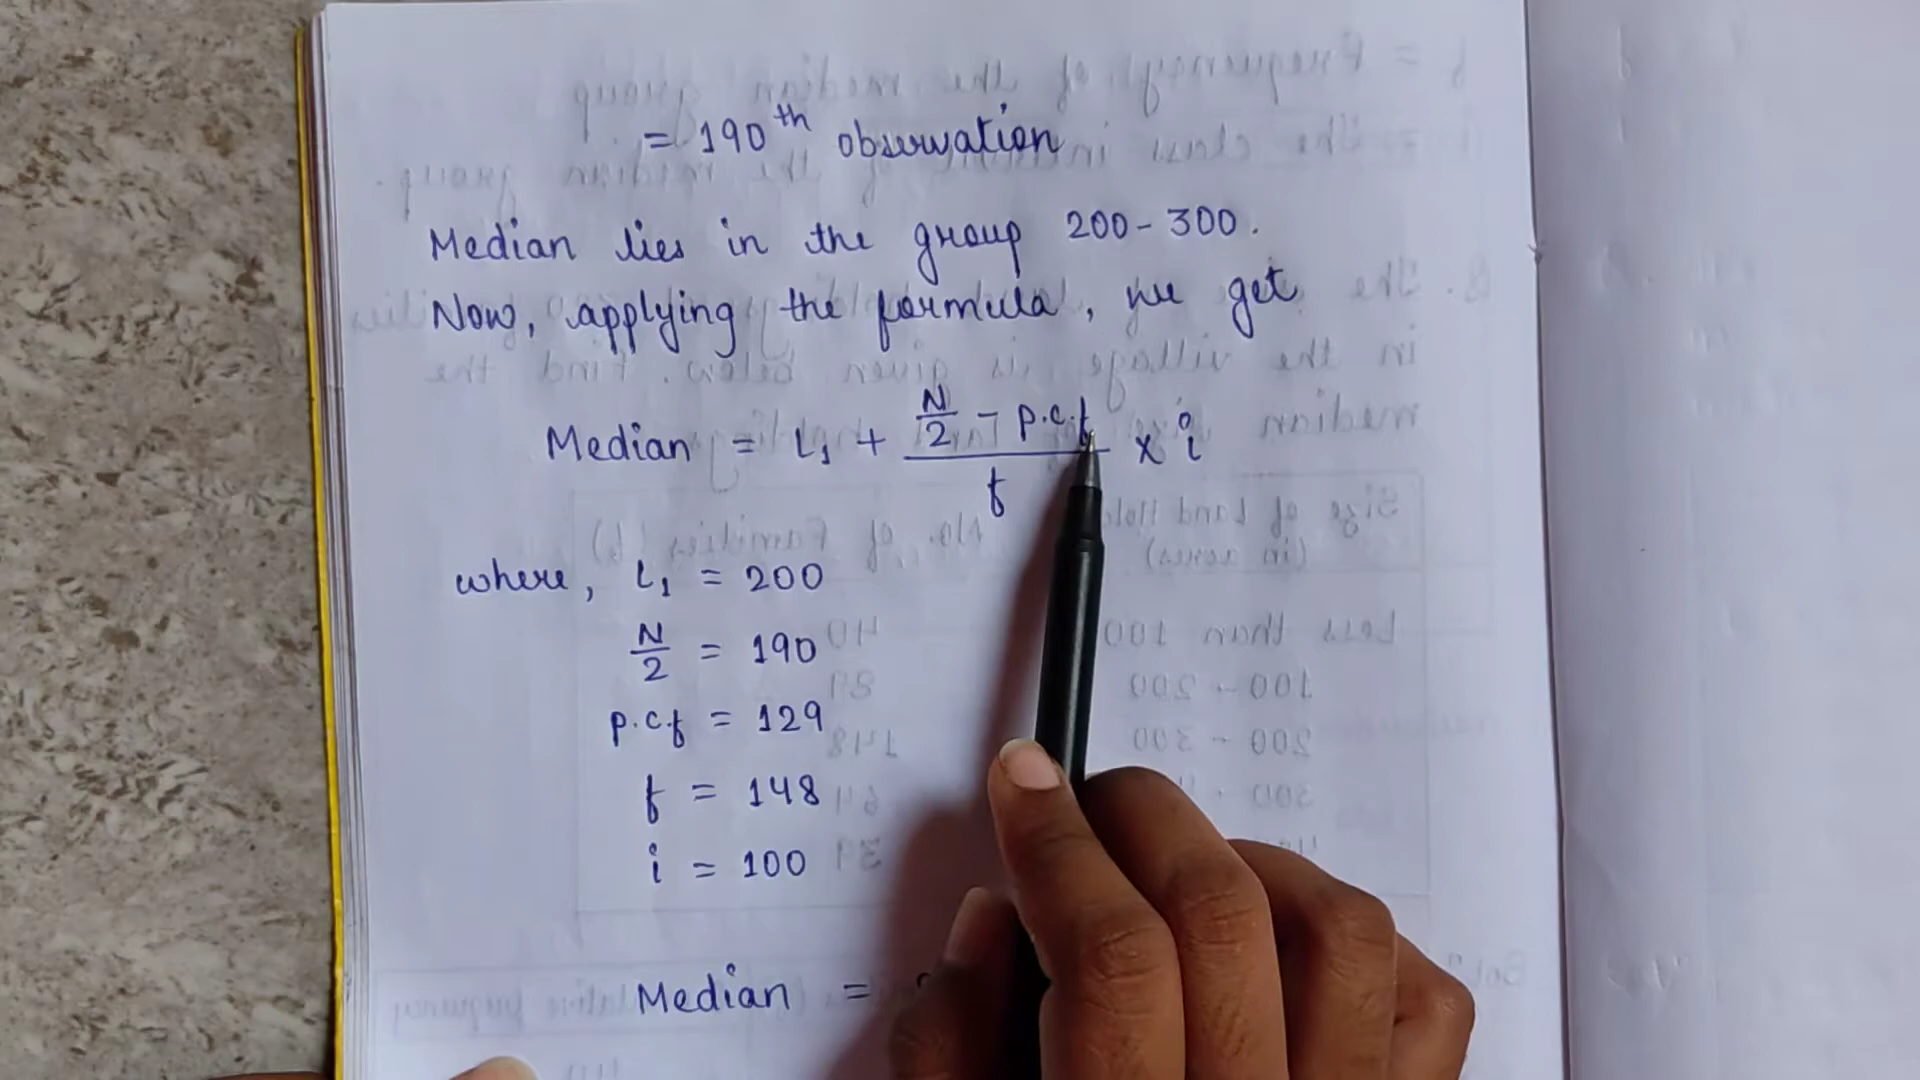 = 190th observation
Median lies in the group 200-300.
Now, applying the formula, we get
Median = L₁ + (N/2 - p.c.f)/f × i
where, L₁ = 200
N/2 = 190
p.c.f = 129
f = 148
i = 100
Median =